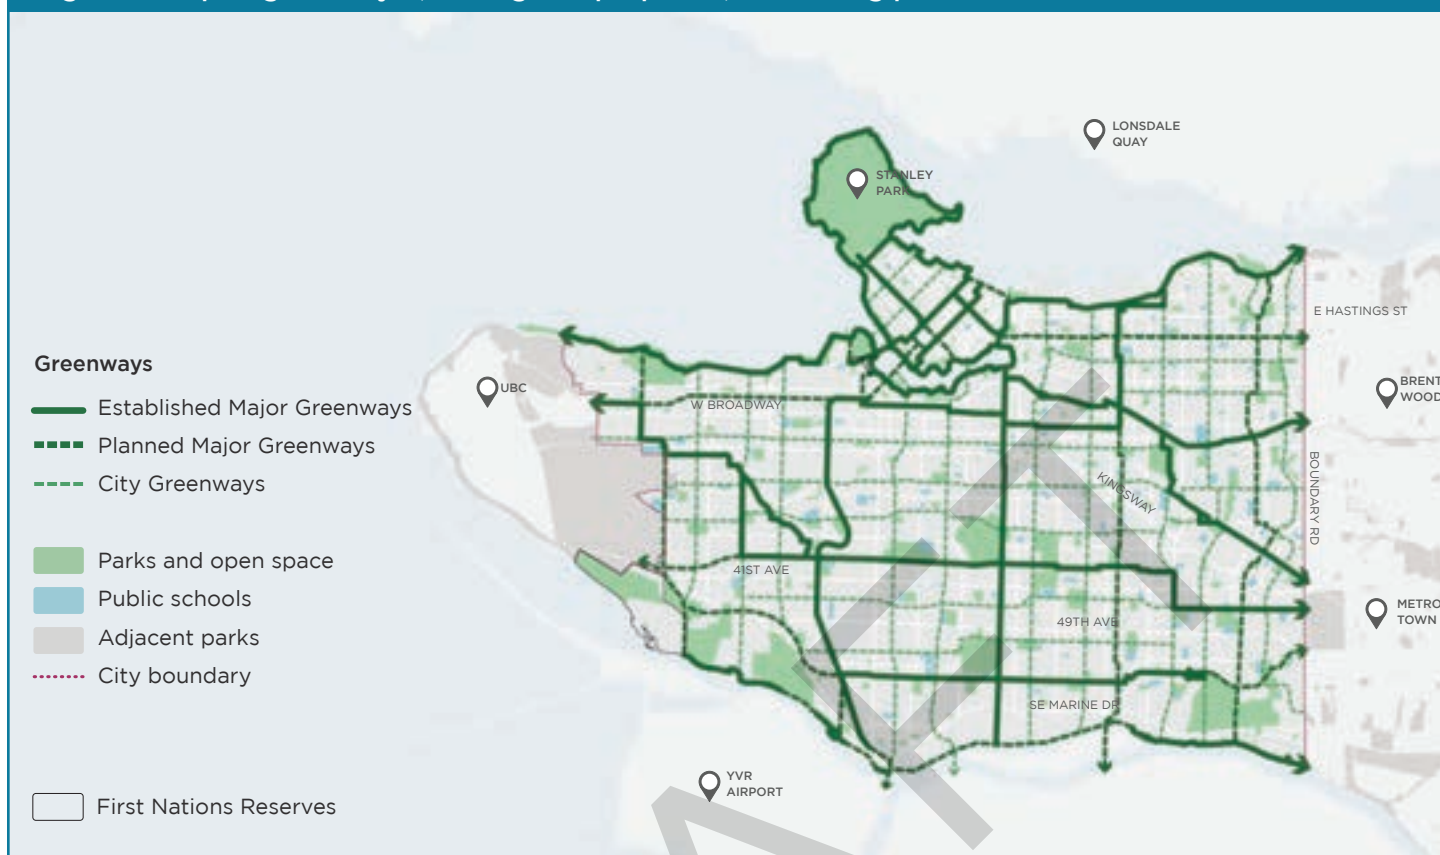 LONSDALE
QUAY
STANLEY
PARK
E HASTINGS ST
Greenways
Established Major Greenways
Planned Major Greenways
City Greenways
Parks and open space
Public schools
Adjacent parks
City boundary
First Nations Reserves
UBC
W BROADWAY
BRENT
WOOD
BOUNDARY RD
KINGSWAY
41ST AVE
49TH AVE
METRO
TOWN
SE MARINE DR
YVR
AIRPORT